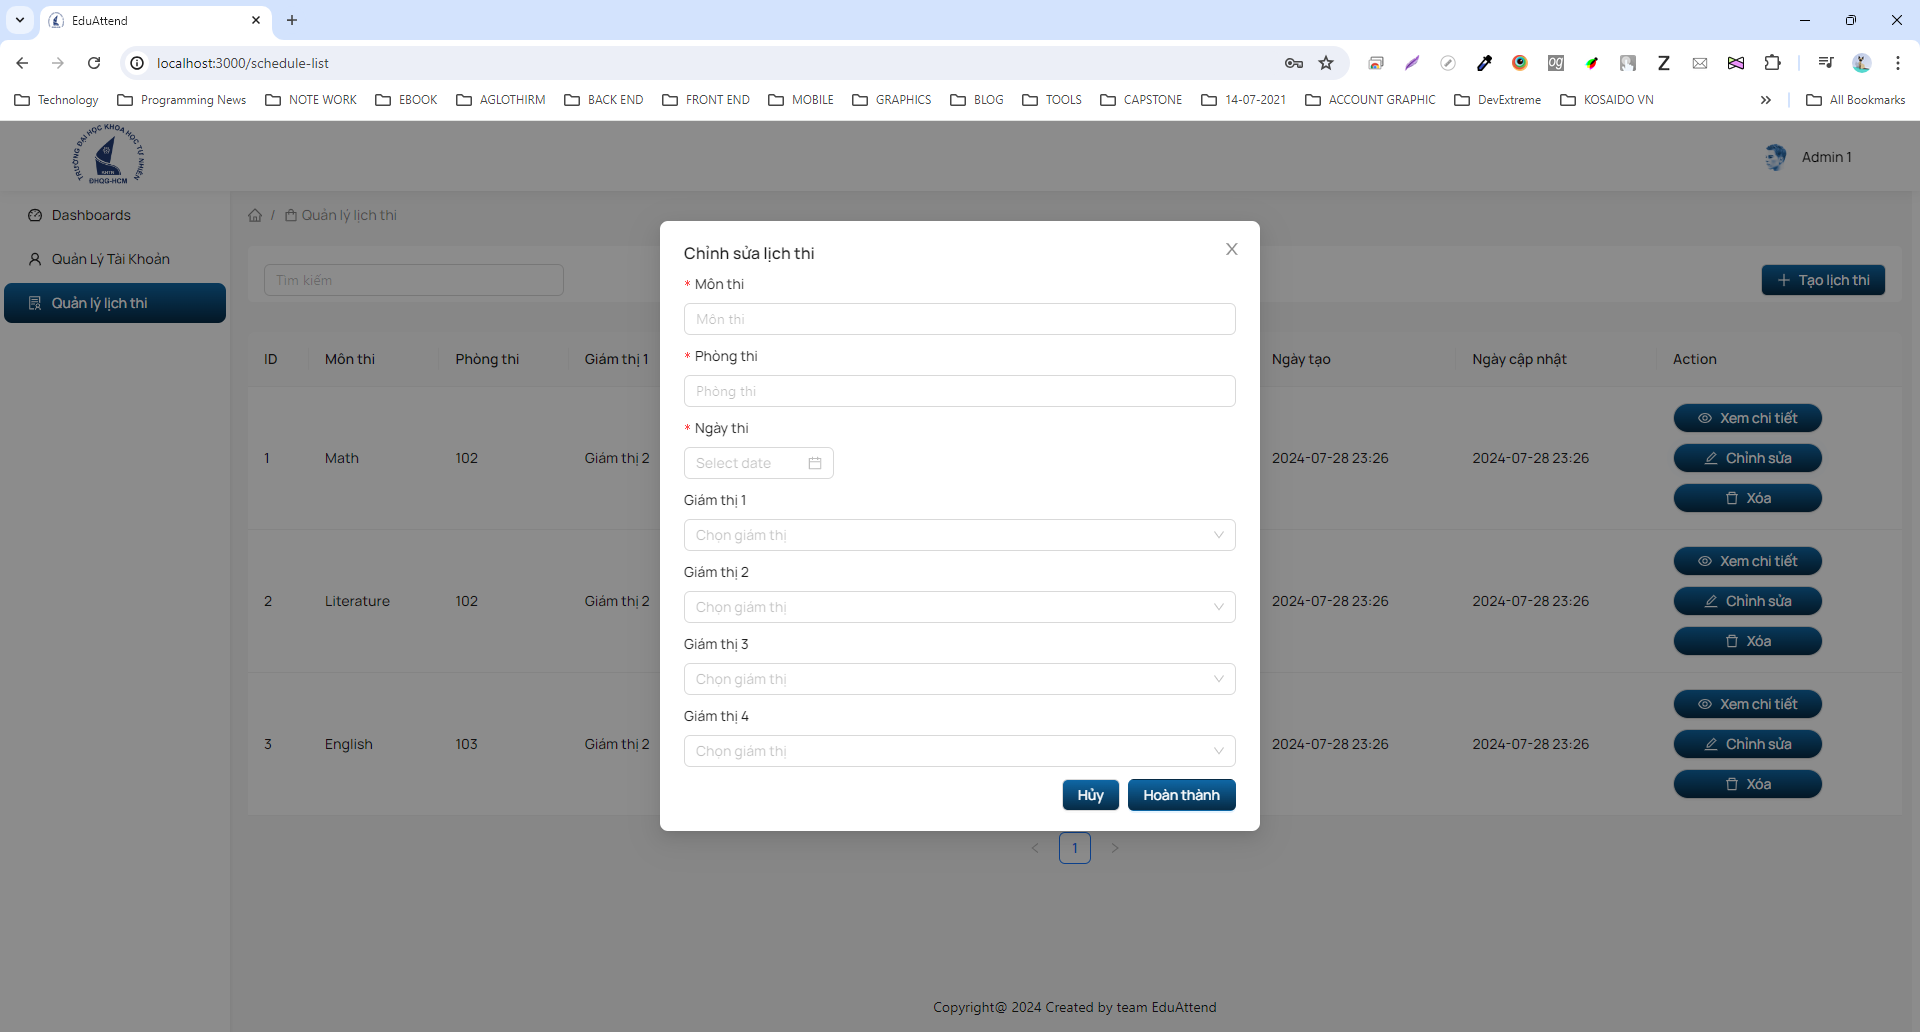 EduAttend
localhost:3000/schedule-list
Technology Programming News NOTE WORK EBOOK AGLOTHIRM BACK END FRONT END MOBILE GRAPHICS BLOG TOOLS CAPSTONE 14-07-2021 ACCOUNT GRAPHIC DevExtreme KOSAIDO VN All Bookmarks
TRƯỜNG ĐẠI HỌC KHOA HỌC TỰ NHIÊN
ĐHQG-HCM
Admin 1
Dashboards
Quản Lý Tài Khoản
Quản lý lịch thi
/ Quản lý lịch thi
Tìm kiếm
Tạo lịch thi
ID Môn thi Phòng thi Giám thị 1 Ngày tạo Ngày cập nhật Action
1 Math 102 Giám thị 2 2024-07-28 23:26 2024-07-28 23:26
Xem chi tiết
Chỉnh sửa
Xóa
2 Literature 102 Giám thị 2 2024-07-28 23:26 2024-07-28 23:26
Xem chi tiết
Chỉnh sửa
Xóa
3 English 103 Giám thị 2 2024-07-28 23:26 2024-07-28 23:26
Xem chi tiết
Chỉnh sửa
Xóa
Chỉnh sửa lịch thi
* Môn thi
Môn thi
* Phòng thi
Phòng thi
* Ngày thi
Select date
Giám thị 1
Chọn giám thị
Giám thị 2
Chọn giám thị
Giám thị 3
Chọn giám thị
Giám thị 4
Chọn giám thị
Hủy Hoàn thành
1
Copyright@ 2024 Created by team EduAttend